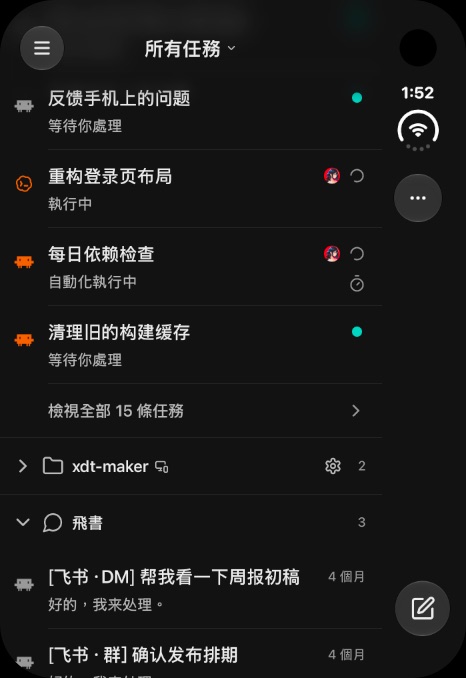 所有任務
1:52
反馈手机上的问题
等待你處理
重构登录页布局
執行中
每日依赖检查
自動化執行中
清理旧的构建缓存
等待你處理
檢視全部 15 條任務
xdt-maker 2
飛書 3
[飞书 · DM] 帮我看一下周报初稿 4 個月
好的，我来处理。
[飞书 · 群] 确认发布排期 4 個月